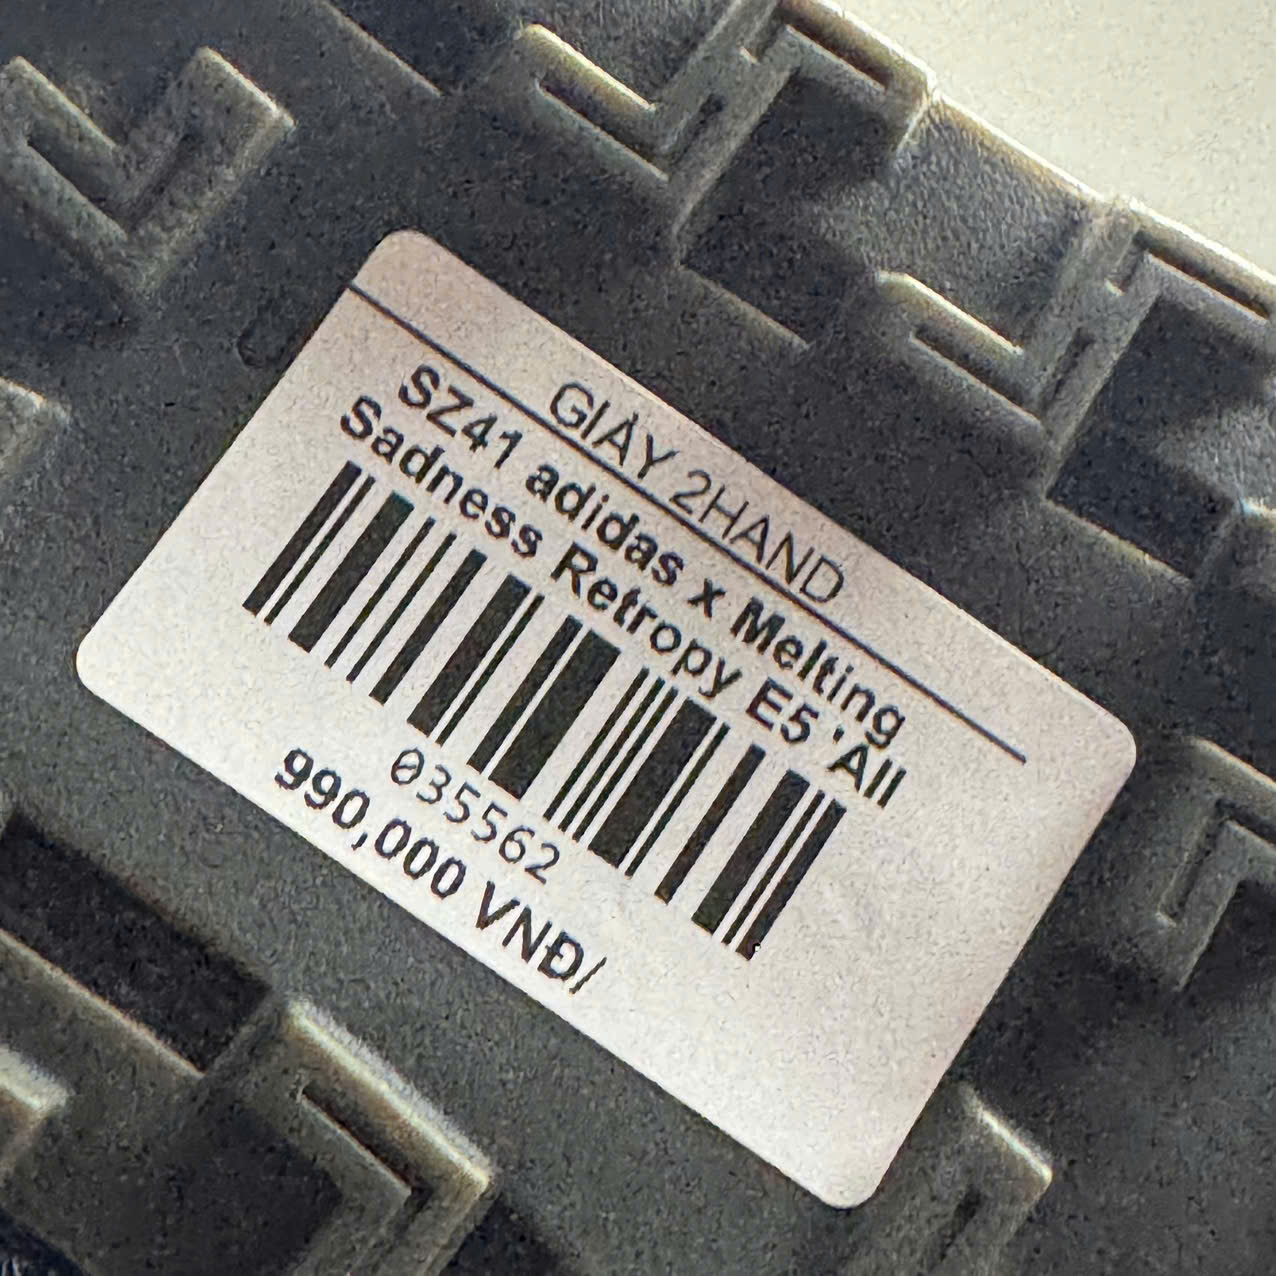 GIÀY 2HAND
SZ41 adidas x Melting
Sadness Retropy E5 'All
035562
990,000 VNĐ/